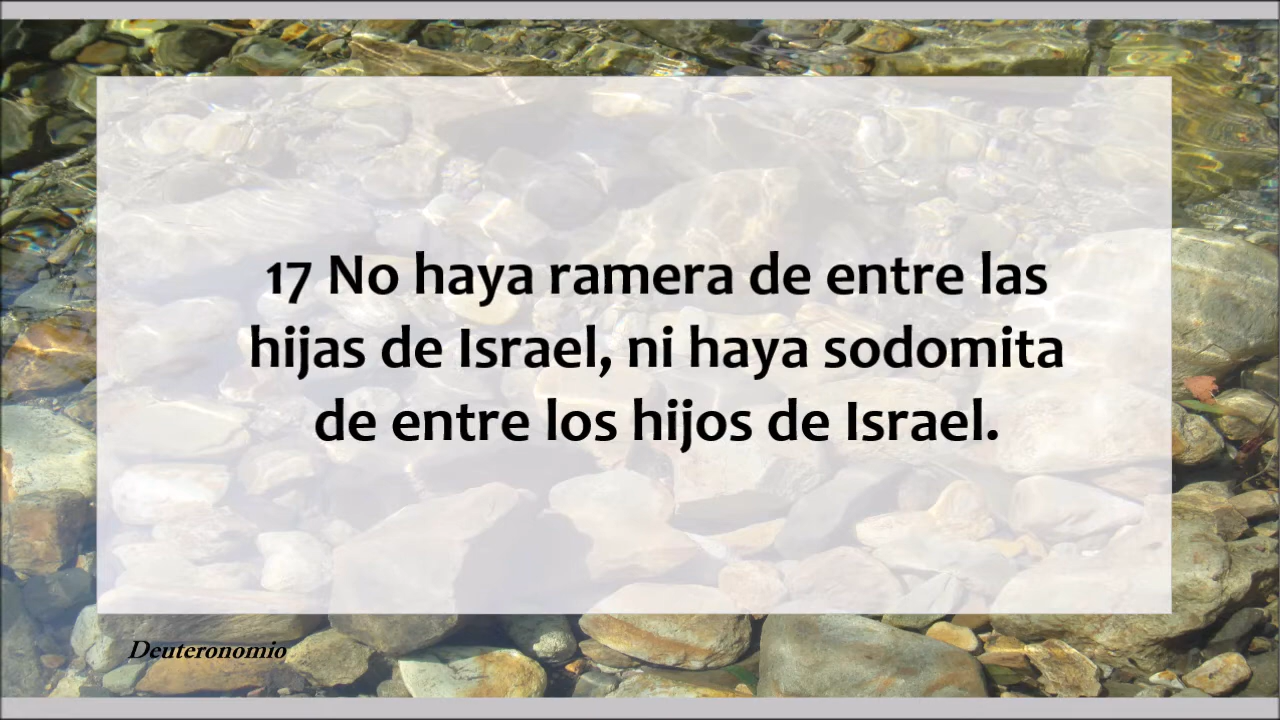 17 No haya ramera de entre las
hijas de Israel, ni haya sodomita
de entre los hijos de Israel.
Deuteronomio